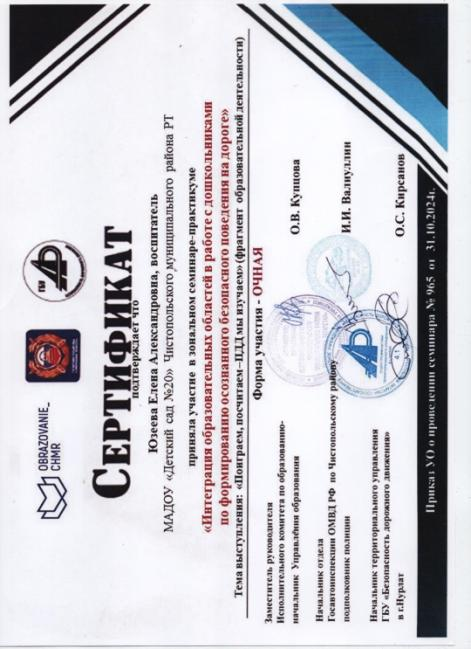 OBRAZOVANIE_
CHMR
ГБУ
СЕРТИФИКАТ
подтверждает что
Юзеева Елена Александровна, воспитатель
МАДОУ «Детский сад №20» Чистопольского муниципального района РТ
приняла участие в зональном семинаре-практикуме
«Интеграция образовательных областей в работе с дошкольниками
по формированию осознанного безопасного поведения на дороге»
Тема выступления: «Поиграем, посчитаем –ПДД мы изучаем» (фрагмент образовательной деятельности)
Форма участия - ОЧНАЯ
Заместитель руководителя
Исполнительного комитета по образованию-
начальник Управления образования
О.В. Купцова
Начальник отдела
Госавтоинспекции ОМВД РФ по Чистопольскому району
подполковник полиции
И.И. Валиуллин
Начальник территориального управления
ГБУ «Безопасность дорожного движения»
в г.Нурлат
О.С. Кирсанов
Приказ УО о проведении семинара № 965 от 31.10.2024г.